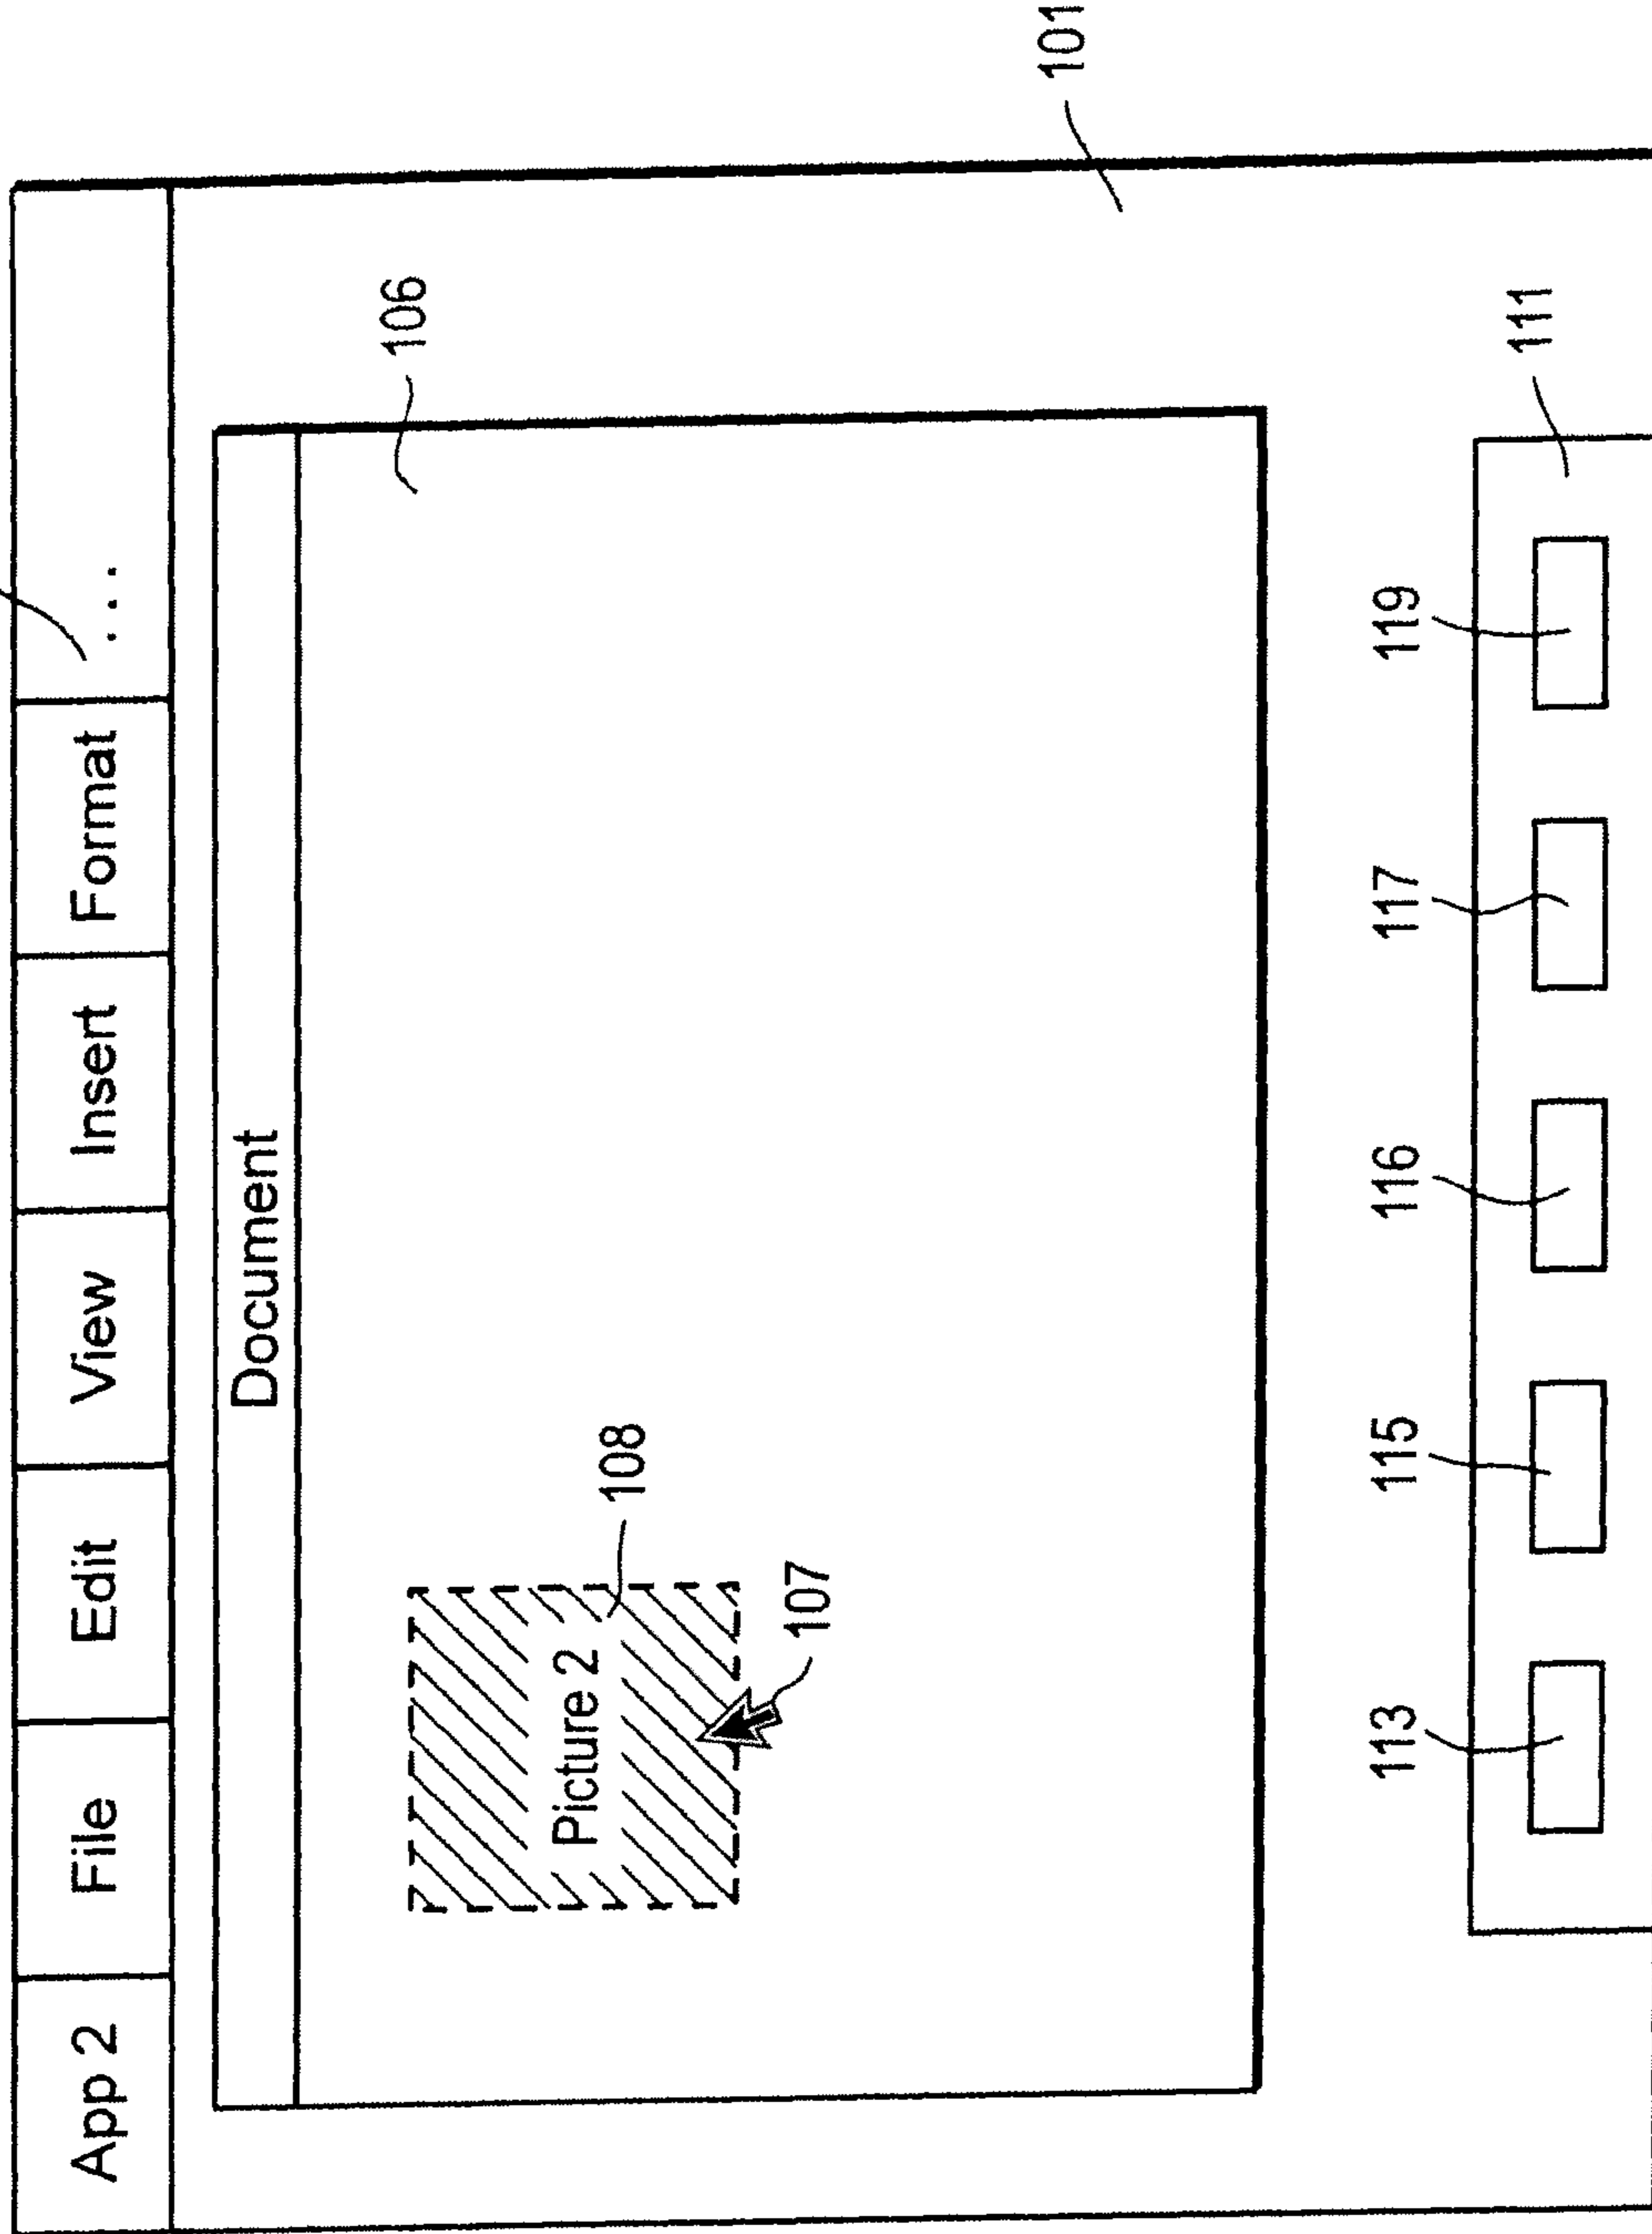 App 2 File Edit View Insert Format ...
Document
106
Picture 2
108
107
101
113 115 116 117 119
111